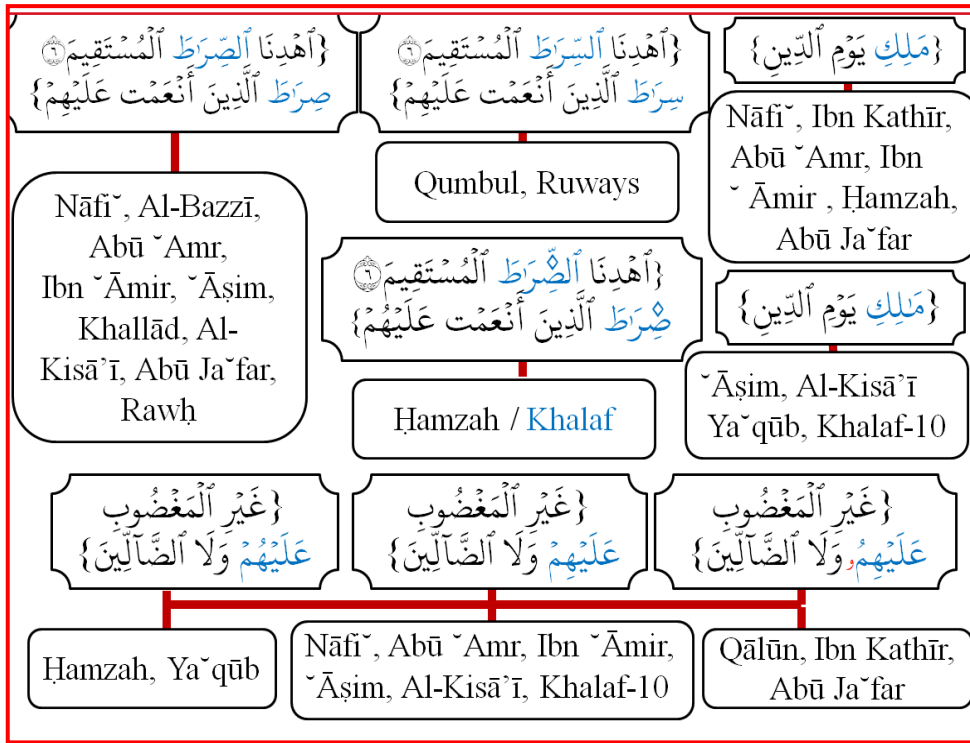 {ٱهۡدِنَا ٱلصِّرَٰطَ ٱلۡمُسۡتَقِيمَ ۝٦
صِرَٰطَ ٱلَّذِينَ أَنۡعَمۡت عَلَيۡهِمۡ}
Nāfiˇ, Al-Bazzī,
Abū ˇAmr,
Ibn ˇĀmir, ˇĀṣim,
Khallād, Al-
Kisā’ī, Abū Jaˇfar,
Rawḥ
{ٱهۡدِنَا ٱلسِّرَٰطَ ٱلۡمُسۡتَقِيمَ ۝٦
سِرَٰطَ ٱلَّذِينَ أَنۡعَمۡت عَلَيۡهِمۡ}
Qumbul, Ruways
{ٱهۡدِنَا ٱلضِّرَٰطَ ٱلۡمُسۡتَقِيمَ ۝٦
ضِرَٰطَ ٱلَّذِينَ أَنۡعَمۡت عَلَيۡهُمۡ}
Ḥamzah / Khalaf
{مَلِكِ يَوۡمِ ٱلدِّينِ}
Nāfiˇ, Ibn Kathīr,
Abū ˇAmr, Ibn
ˇ Āmir , Ḥamzah,
Abū Jaˇfar
{مَٰلِكِ يَوۡمِ ٱلدِّينِ}
ˇĀṣim, Al-Kisā’ī
Yaˇqūb, Khalaf-10
{غَيۡرِ ٱلۡمَغۡضُوبِ
عَلَيۡهُمۡ وَلَا ٱلضَّآلِّينَ}
Ḥamzah, Yaˇqūb
{غَيۡرِ ٱلۡمَغۡضُوبِ
عَلَيۡهِمۡ وَلَا ٱلضَّآلِّينَ}
Nāfiˇ, Abū ˇAmr, Ibn ˇĀmir,
ˇĀṣim, Al-Kisā’ī, Khalaf-10
{غَيۡرِ ٱلۡمَغۡضُوبِ
عَلَيۡهِمُۥ وَلَا ٱلضَّآلِّينَ}
Qālūn, Ibn Kathīr,
Abū Jaˇfar